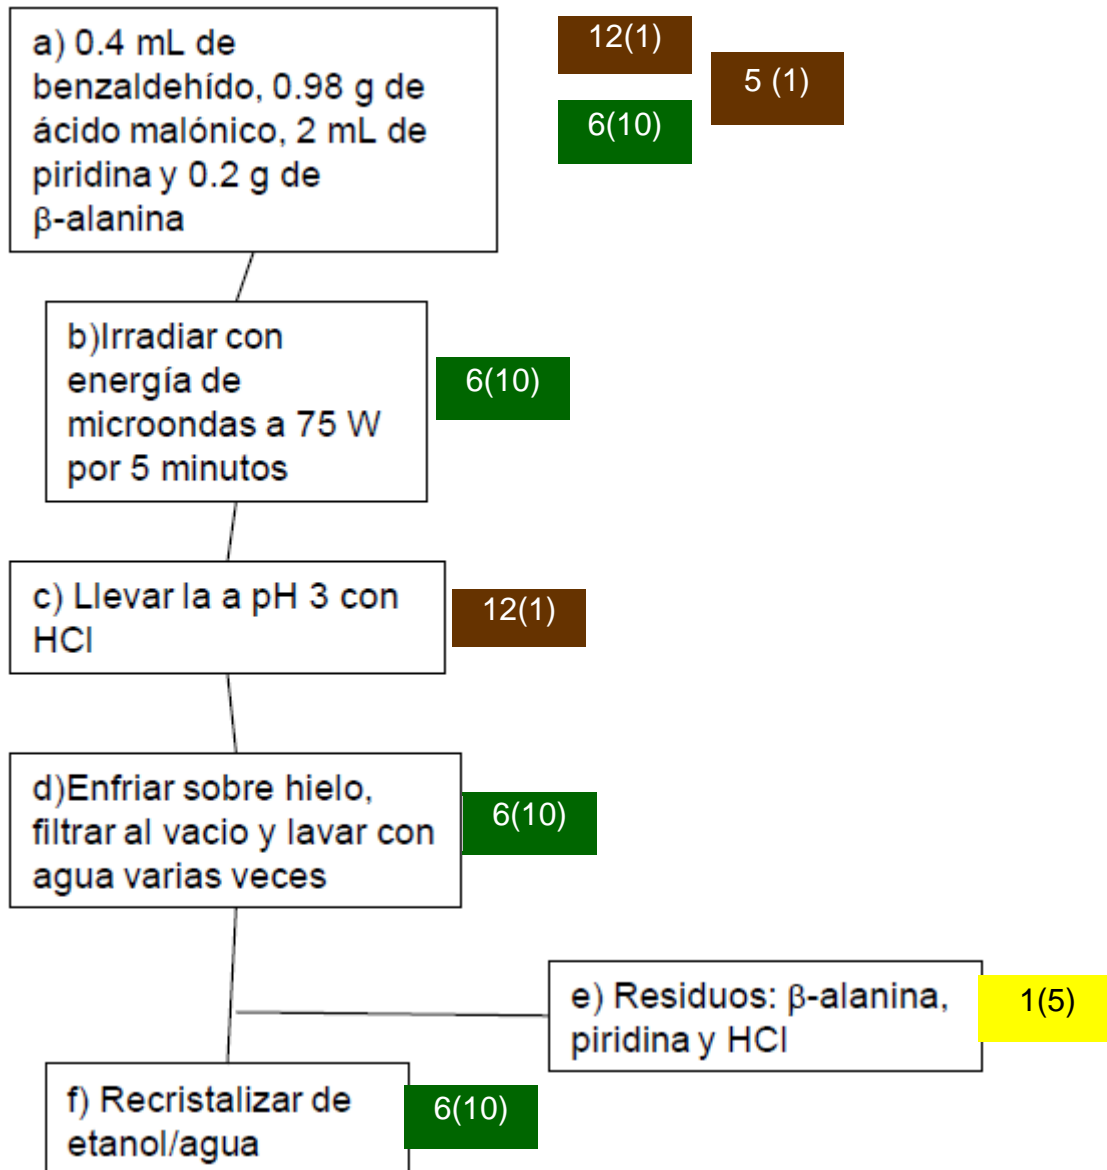 a) 0.4 mL de
benzaldehído, 0.98 g de
ácido malónico, 2 mL de
piridina y 0.2 g de
β-alanina
12(1)
5 (1)
6(10)
b)Irradiar con
energía de
microondas a 75 W
por 5 minutos
6(10)
c) Llevar la a pH 3 con
HCl
12(1)
d)Enfriar sobre hielo,
filtrar al vacio y lavar con
agua varias veces
6(10)
e) Residuos: β-alanina,
piridina y HCl
1(5)
f) Recristalizar de
etanol/agua
6(10)